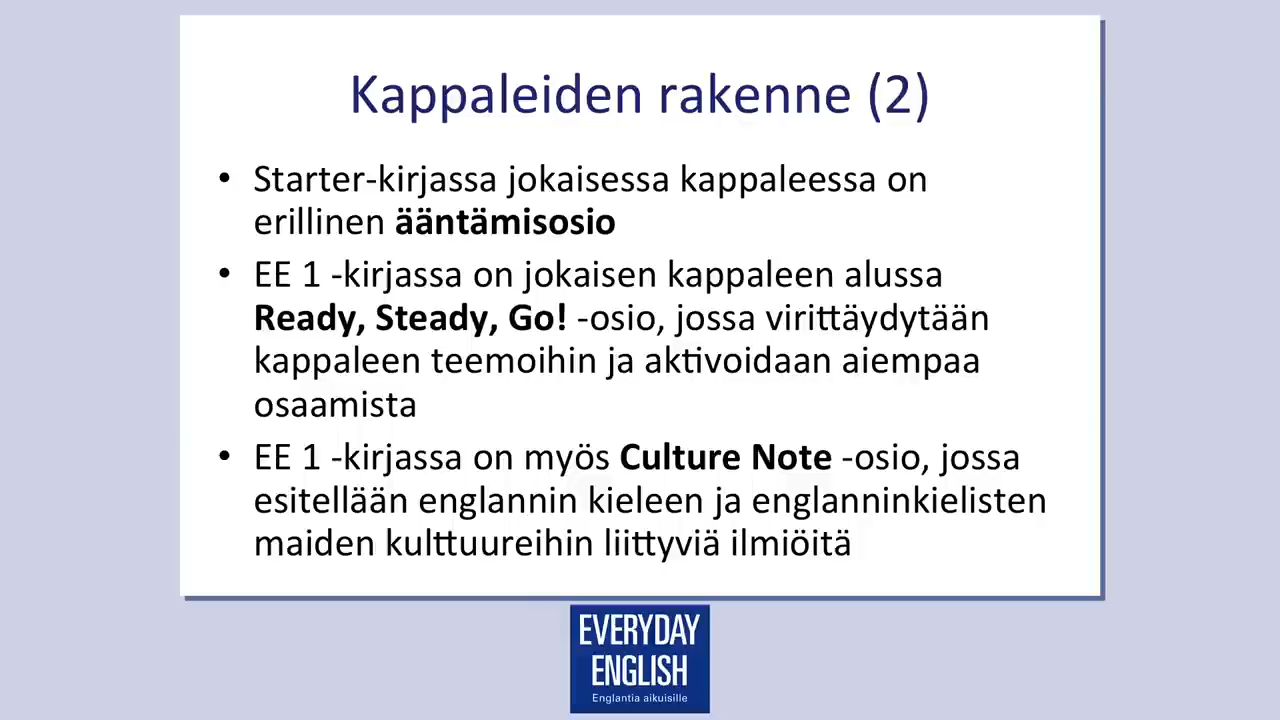 Kappaleiden rakenne (2)
• Starter-kirjassa jokaisessa kappaleessa on
erillinen ääntämisosio
• EE 1 -kirjassa on jokaisen kappaleen alussa
Ready, Steady, Go! -osio, jossa virittäydytään
kappaleen teemoihin ja aktivoidaan aiempaa
osaamista
• EE 1 -kirjassa on myös Culture Note -osio, jossa
esitellään englannin kieleen ja englanninkielisten
maiden kulttuureihin liittyviä ilmiöitä
EVERYDAY
ENGLISH
Englantia aikuisille